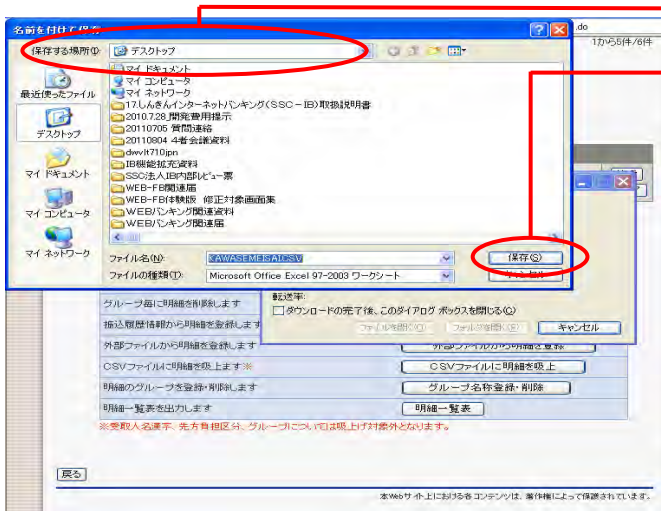 名前を付けて保存
.do
保存する場所(I):
デスクトップ
1から5件/6件
最近使ったファイル
デスクトップ
マイ ドキュメント
マイ コンピュータ
マイ ネットワーク
マイ ドキュメント
マイ コンピュータ
マイ ネットワーク
17.しんきんインターネットバンキング(SSC-IB)取扱説明書
2010.7.28_開発費用提示
20110705 質問連絡
20110804 4者会議資料
dwvlt710jpn
IB機能拡充資料
SSC法人IB内部レビュー票
WEB-FB関連届
WEB-FB体験版 修正対象画面集
WEBバンキング関連資料
WEBバンキング関連届
ファイル名(N):
KAWASEMEISAICSV
保存(S)
ファイルの種類(T):
Microsoft Office Excel 97-2003 ワークシート
キャンセル
転送率:
ダウンロードの完了後、このダイアログ ボックスを閉じる(C)
ファイルを開く(O)
キャンセル
グループ毎に明細を削除します
振込履歴情報から明細を登録します
外部ファイルから明細を登録します
外部ファイルから明細を登録
CSVファイルに明細を吸上ます※
CSVファイルに明細を吸上
明細のグループを登録・削除します
グループ名称登録・削除
明細一覧表を出力します
明細一覧表
※受取人名漢字、先方負担区分、グループについては吸上げ対象外となります。
戻る
本Webサイト上における各コンテンツは、著作権によって保護されています。